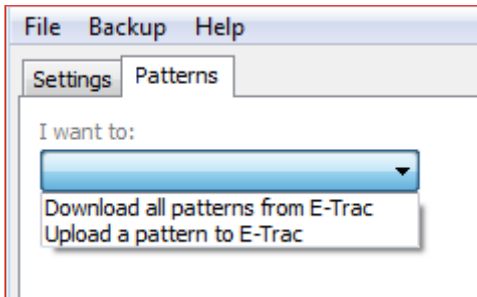 File Backup Help
Settings Patterns
I want to:
Download all patterns from E-Trac
Upload a pattern to E-Trac